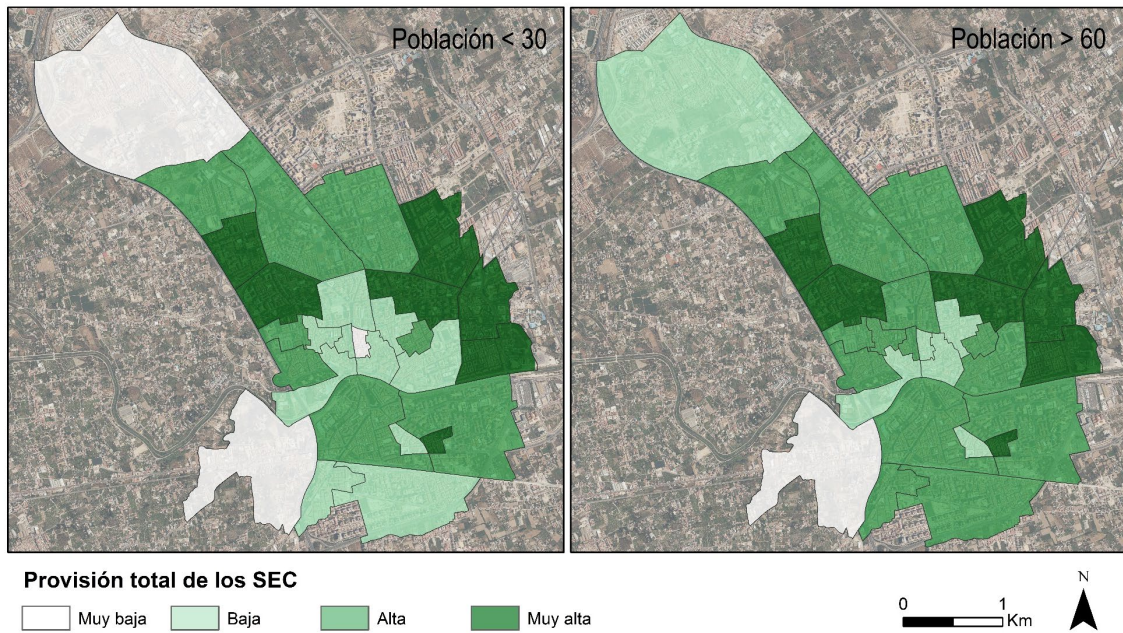 Población < 30
Población > 60
Provisión total de los SEC
Muy baja
Baja
Alta
Muy alta
0 1
Km
N